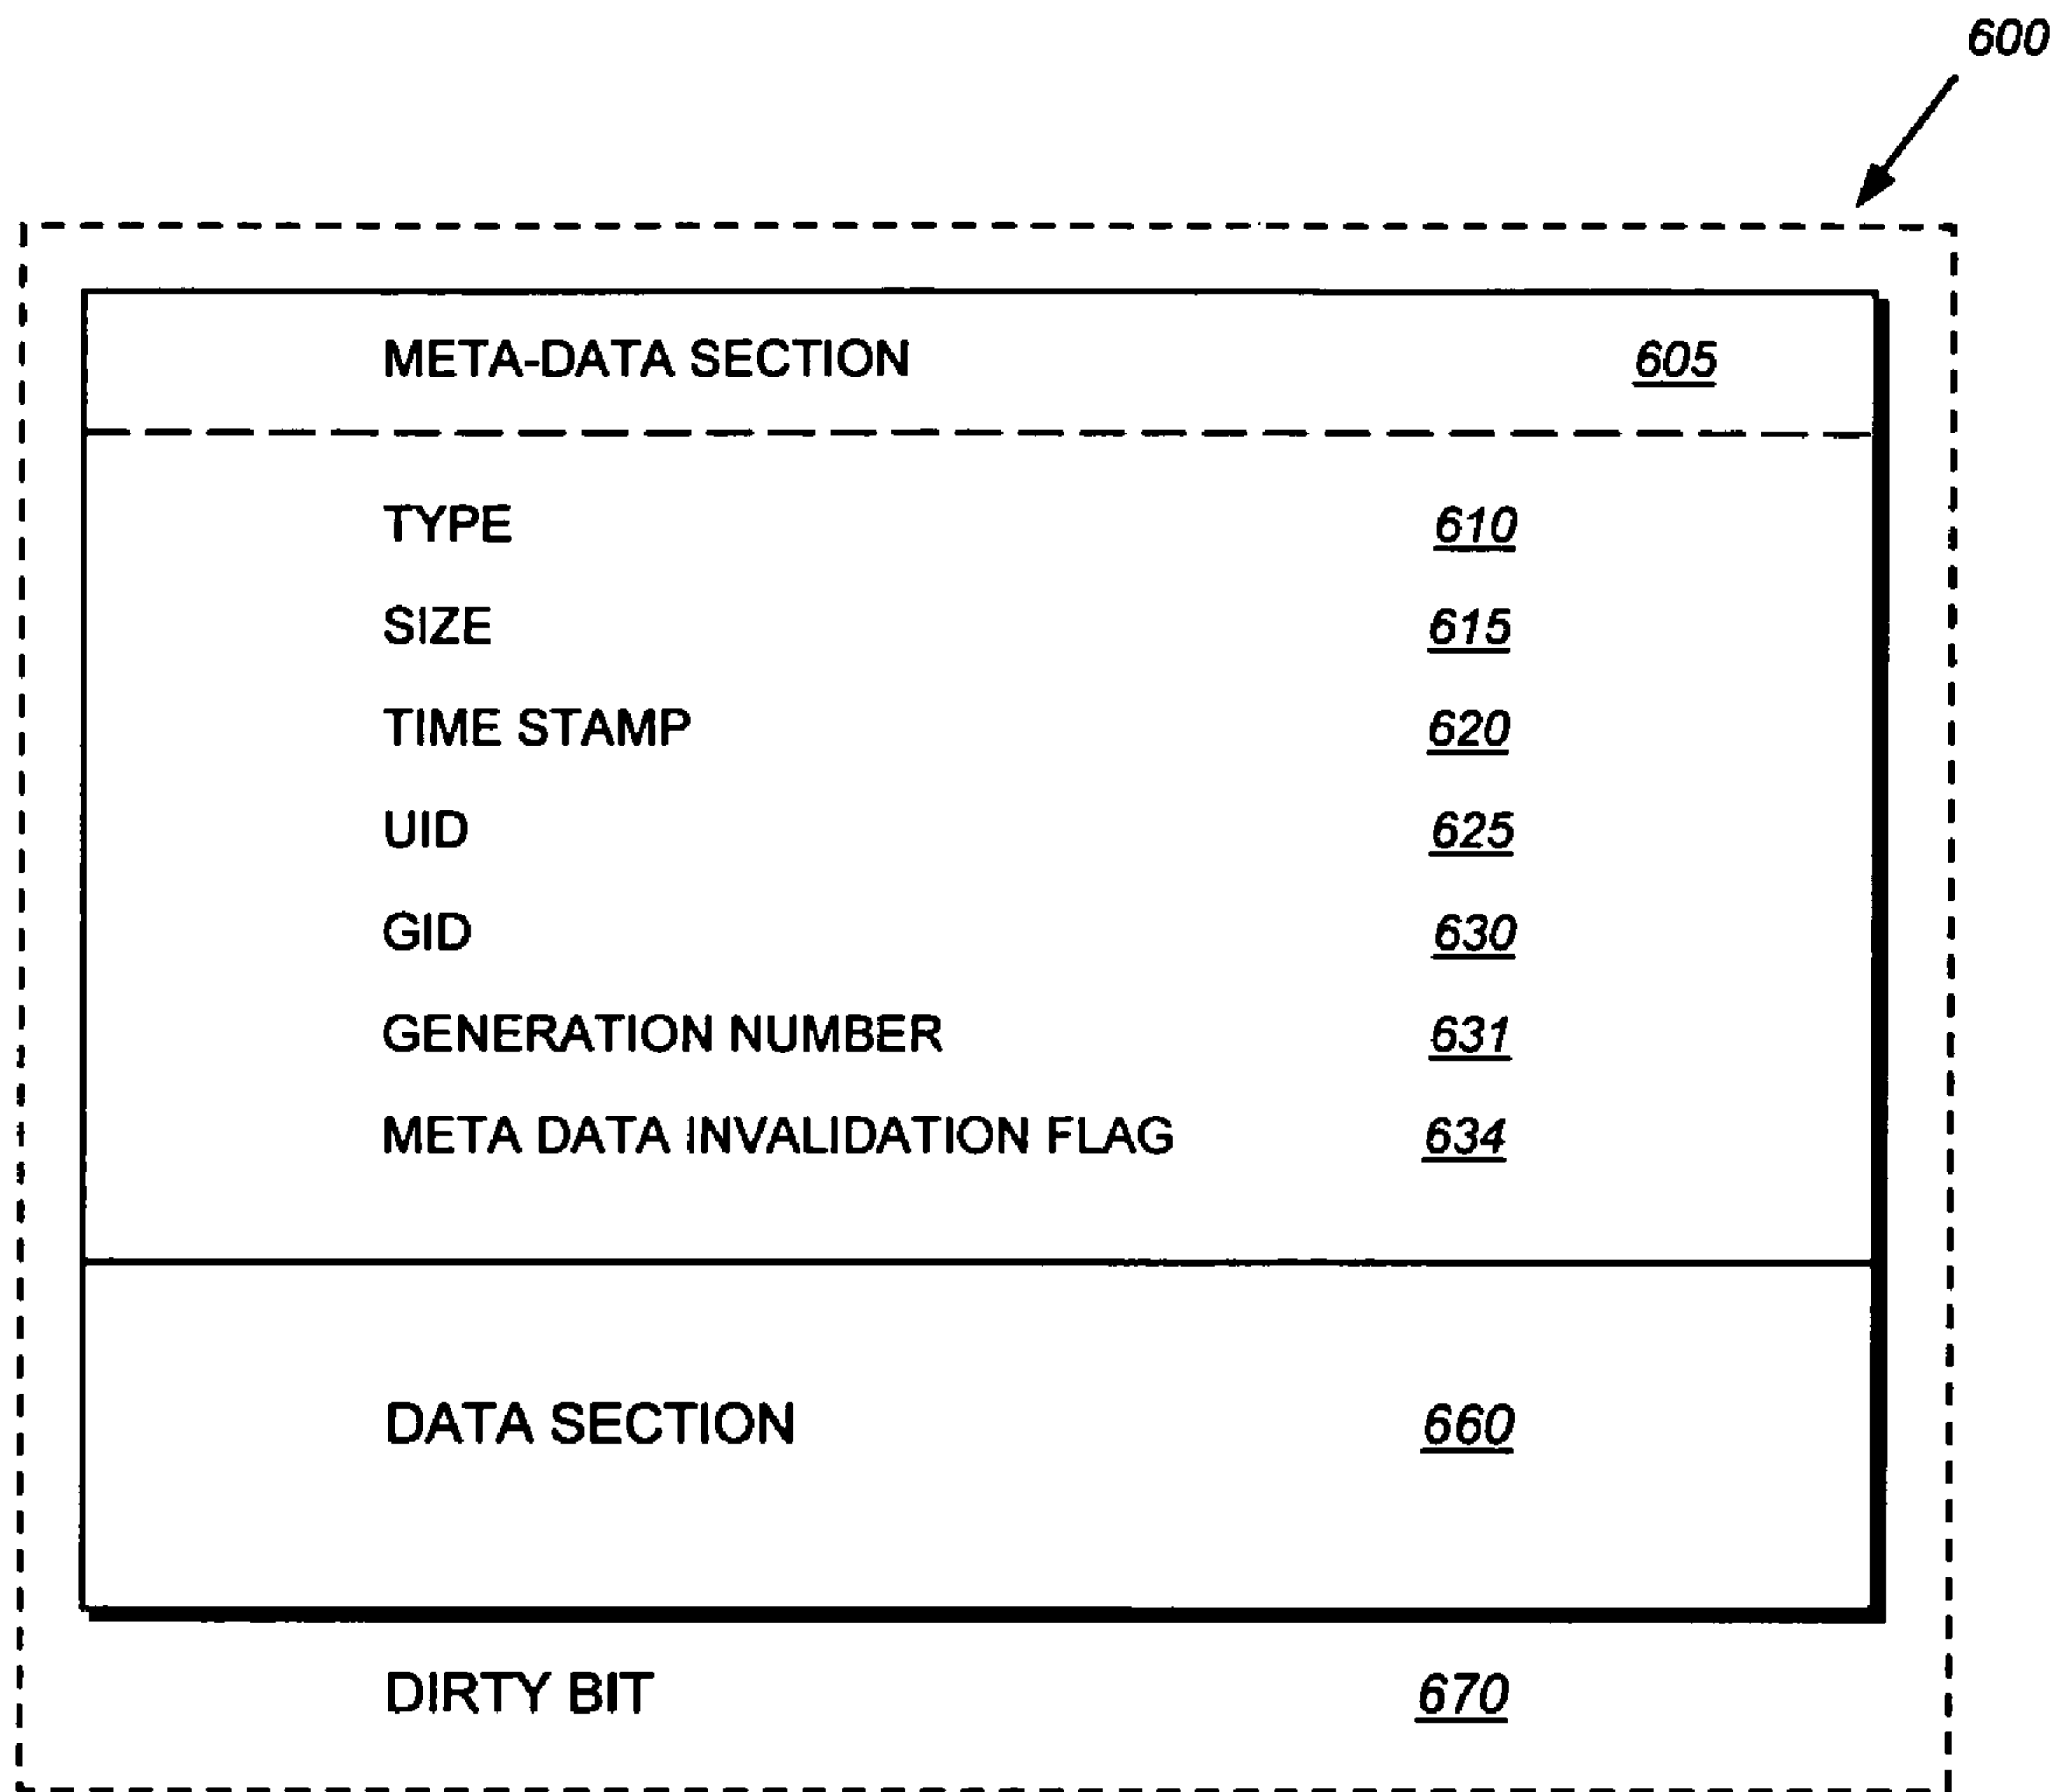 600
META-DATA SECTION 605
TYPE 610
SIZE 615
TIME STAMP 620
UID 625
GID 630
GENERATION NUMBER 631
META DATA INVALIDATION FLAG 634
DATA SECTION 660
DIRTY BIT 670